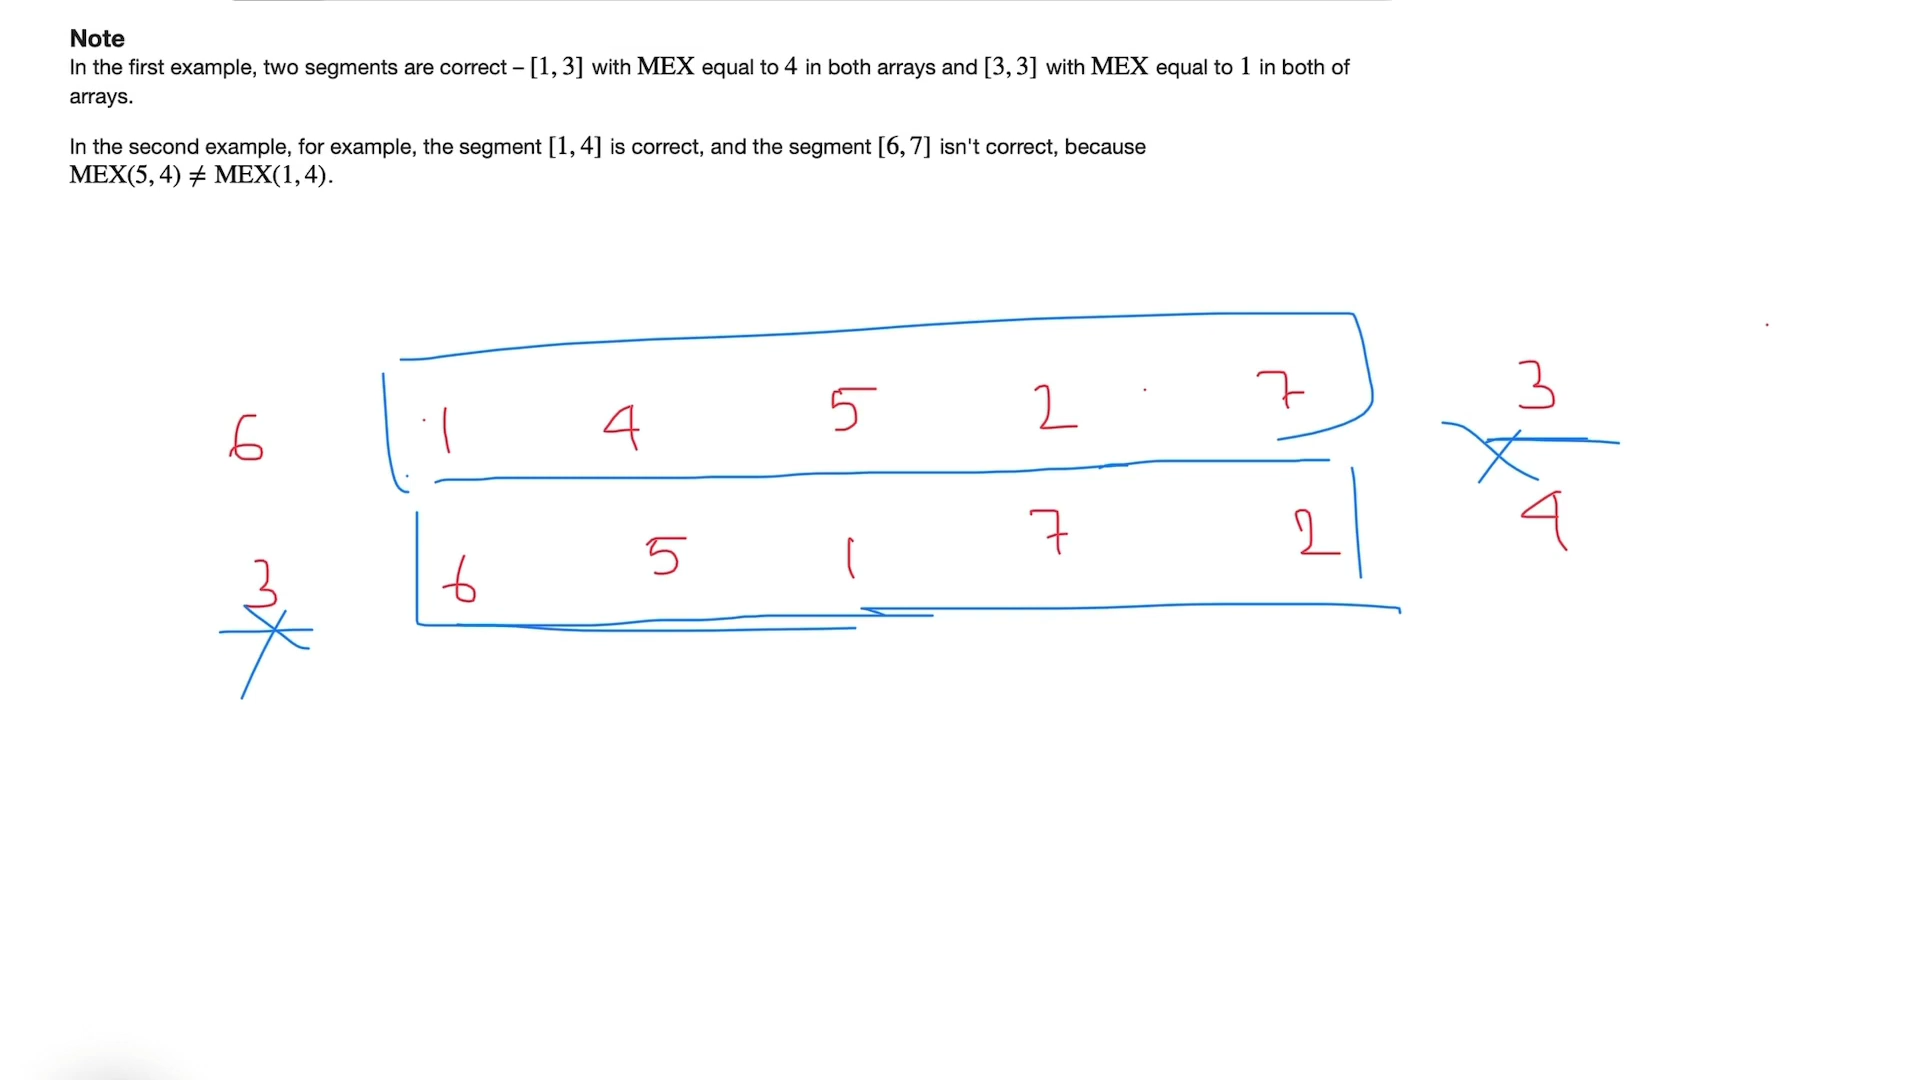 Note
In the first example, two segments are correct – [1, 3] with MEX equal to 4 in both arrays and [3, 3] with MEX equal to 1 in both of
arrays.
In the second example, for example, the segment [1, 4] is correct, and the segment [6, 7] isn't correct, because
MEX(5, 4) ≠ MEX(1, 4).
6 1 4 5 2 7 3
3 6 5 1 7 2 4